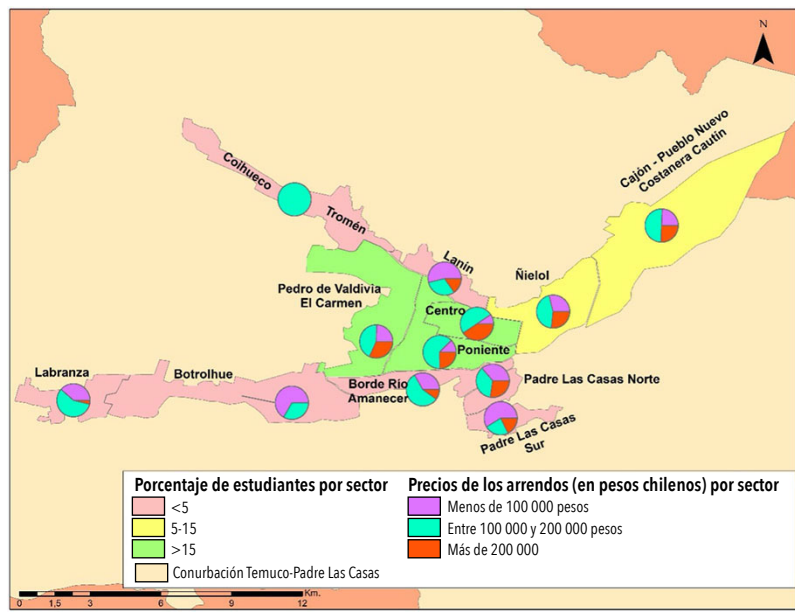 N
Cajón - Pueblo Nuevo
Costanera Cautín
Coihueco
Tromén
Lanín
Ñielol
Pedro de Valdivia
El Carmen
Centro
Poniente
Labranza
Botrolhue
Borde Rio
Amanecer
Padre Las Casas Norte
Padre Las Casas
Sur
Porcentaje de estudiantes por sector
<5
5-15
>15
Conurbación Temuco-Padre Las Casas
Precios de los arrendos (en pesos chilenos) por sector
Menos de 100 000 pesos
Entre 100 000 y 200 000 pesos
Más de 200 000
Km.
0 1,5 3 6 9 12